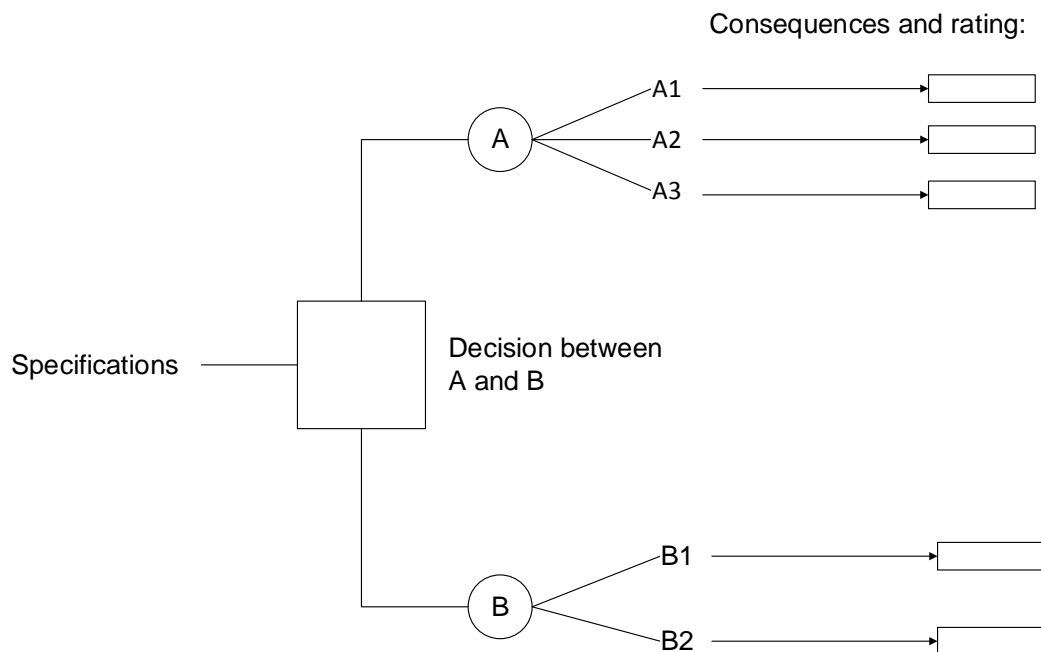 Consequences and rating:
A1
A
A2
A3
Specifications
Decision between
A and B
B1
B
B2